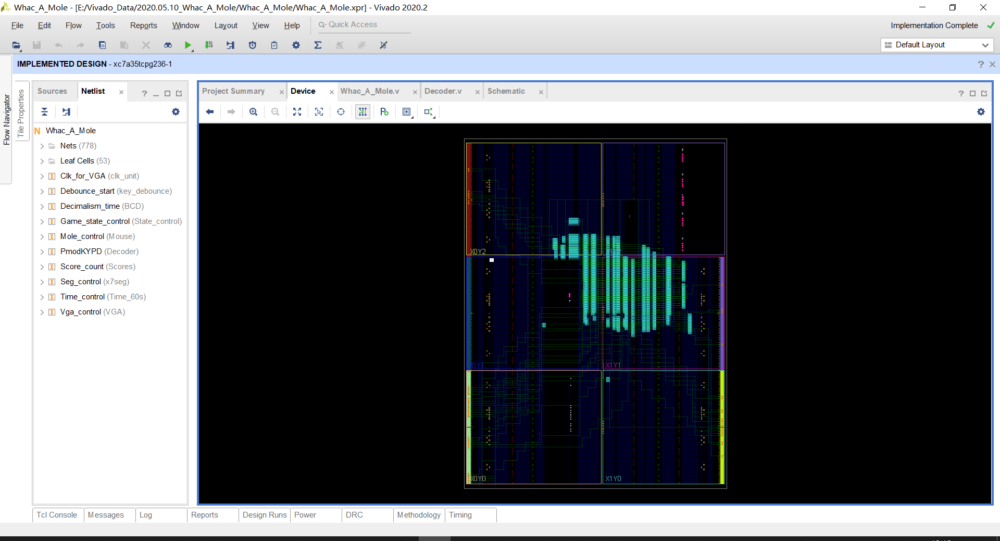 Whac_A_Mole - [E:/Vivado_Data/2020.05.10_Whac_A_Mole/Whac_A_Mole/Whac_A_Mole.xpr] - Vivado 2020.2
File Edit Flow Tools Reports Window Layout View Help Quick Access Implementation Complete
Default Layout
IMPLEMENTED DESIGN - xc7a35tcpg236-1
Flow Navigator
Tile Properties
Sources Netlist
Project Summary Device Whac_A_Mole.v Decoder.v Schematic
Whac_A_Mole
Nets (778)
Leaf Cells (53)
Clk_for_VGA (clk_unit)
Debounce_start (key_debounce)
Decimalism_time (BCD)
Game_state_control (State_control)
Mole_control (Mouse)
PmodKYPD (Decoder)
Score_count (Scores)
Seg_control (x7seg)
Time_control (Time_60s)
Vga_control (VGA)
X0Y2
X1Y1
X0Y0
X1Y0
Tcl Console Messages Log Reports Design Runs Power DRC Methodology Timing